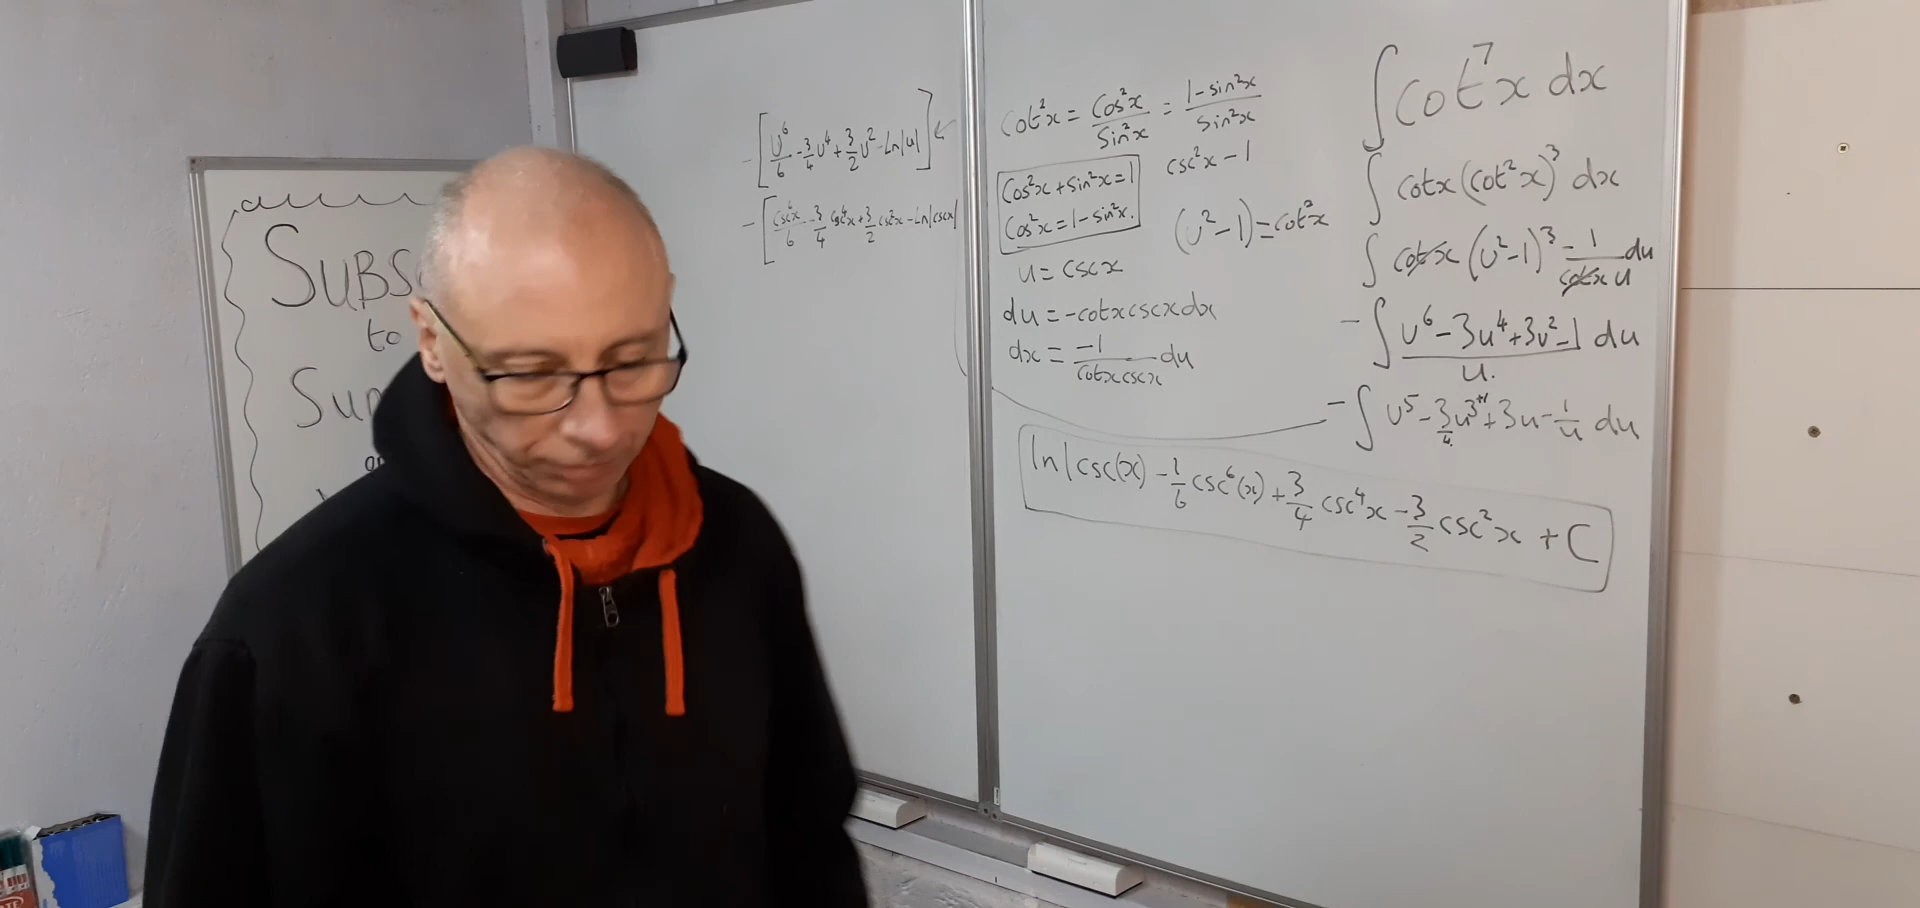 Subs
to
Sup
-[U⁶/6 - 3/4 U⁴ + 3/2 U² - Ln|u|]
-[csc⁶x/6 - 3/4 csc⁴x + 3/2 csc²x - Ln|cscx|
cot²x = Cos²x/Sin²x = 1-sin²x/sin²x
csc²x - 1
Cos²x + sin²x = 1
Cos²x = 1 - sin²x.
(u² - 1) = cot²x
u = cscx
du = -cotxcscxdx
dx = -1/cotxcscx du
∫cot⁷x dx
∫cotx(cot²x)³ dx
∫cotx(u²-1)³ -1/cotx u du
-∫ u⁶ - 3u⁴ + 3u² - 1/u. du
-∫ u⁵ - 3/4 u³⁺¹ + 3u - 1/u du
ln|csc(x) - 1/6 csc⁶(x) + 3/4 csc⁴x - 3/2 csc²x + C